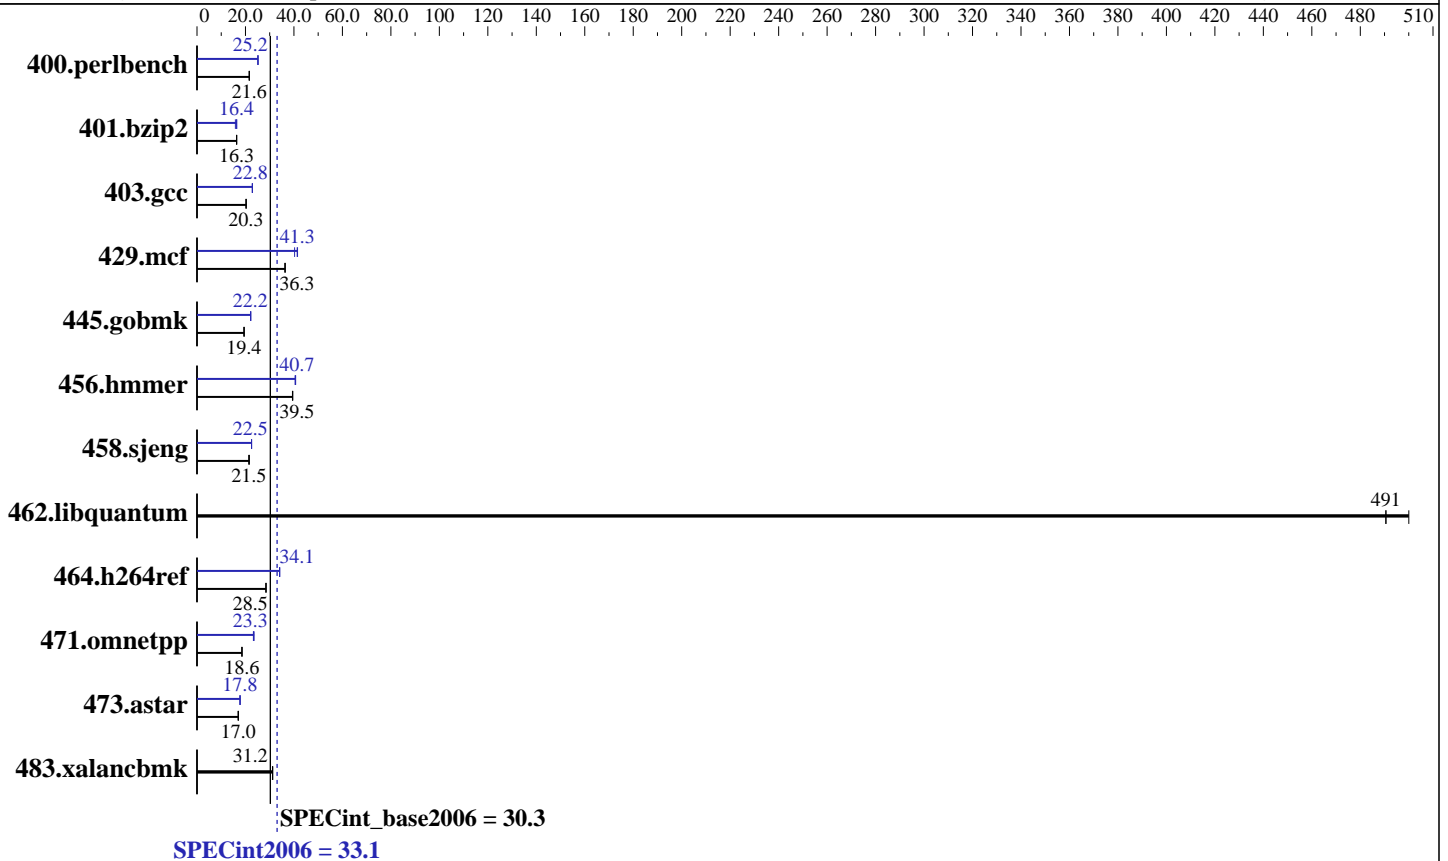 0 20.0 40.0 60.0 80.0 100 120 140 160 180 200 220 240 260 280 300 320 340 360 380 400 420 440 460 480 510
25.2
400.perlbench
21.6
16.4
401.bzip2
16.3
22.8
403.gcc
20.3
41.3
429.mcf
36.3
22.2
445.gobmk
19.4
40.7
456.hmmer
39.5
22.5
458.sjeng
21.5
491
462.libquantum
34.1
464.h264ref
28.5
23.3
471.omnetpp
18.6
17.8
473.astar
17.0
31.2
483.xalancbmk
SPECint_base2006 = 30.3
SPECint2006 = 33.1